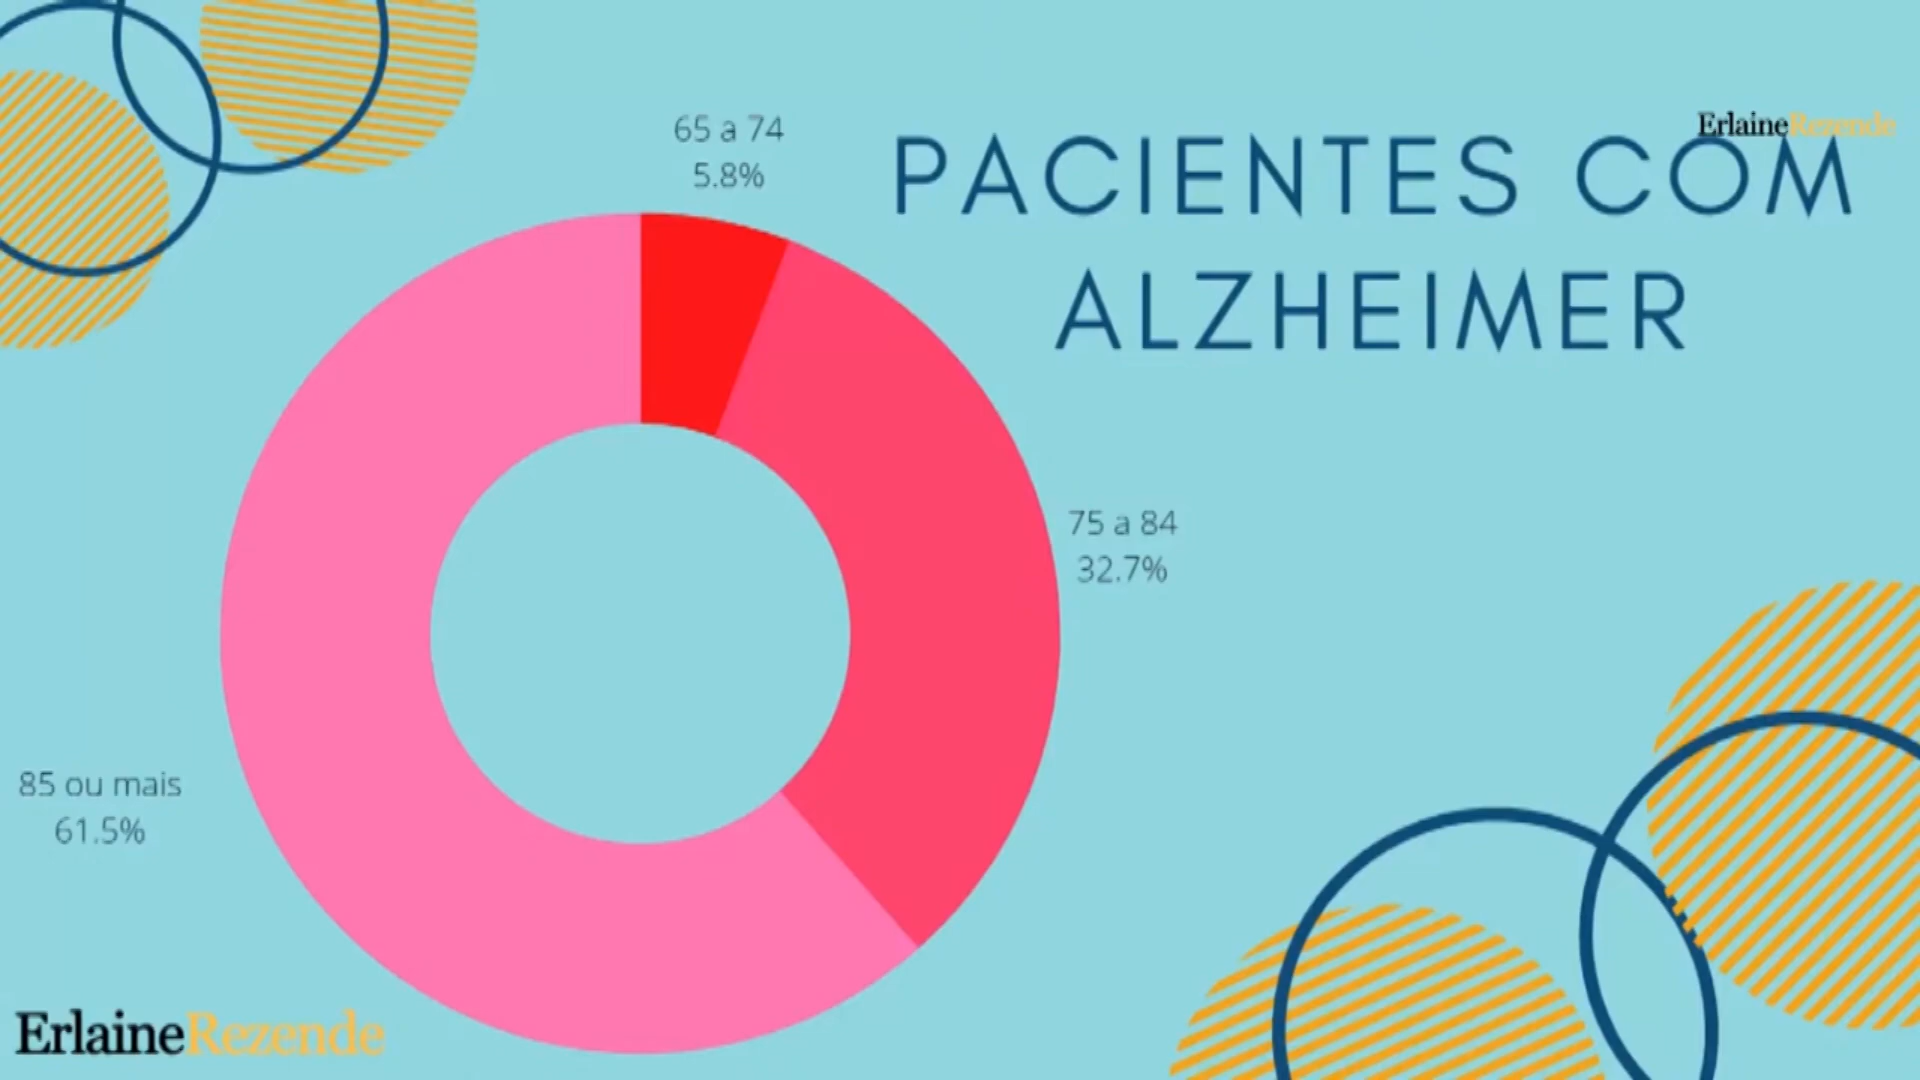 ErlaineRezende
PACIENTES COM
ALZHEIMER
65 a 74
5.8%
75 a 84
32.7%
85 ou mais
61.5%
ErlaineRezende